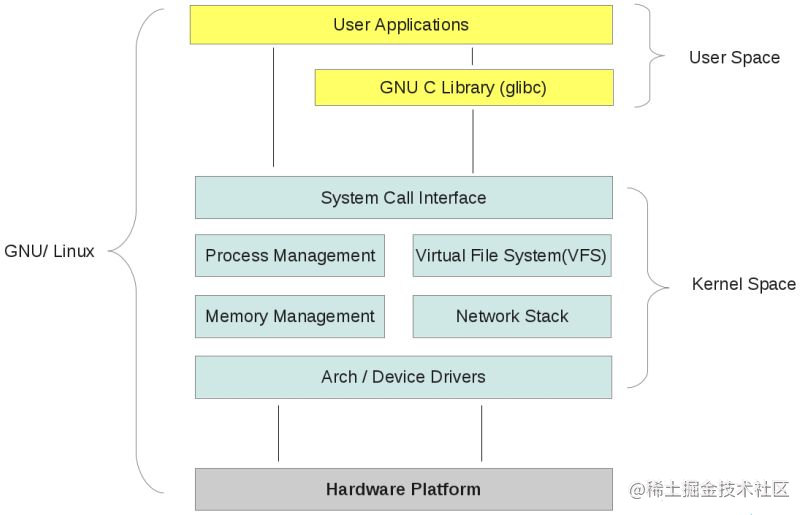 User Applications
User Space
GNU C Library (glibc)
System Call Interface
GNU/ Linux
Process Management
Virtual File System(VFS)
Kernel Space
Memory Management
Network Stack
Arch / Device Drivers
Hardware Platform
@稀土掘金技术社区